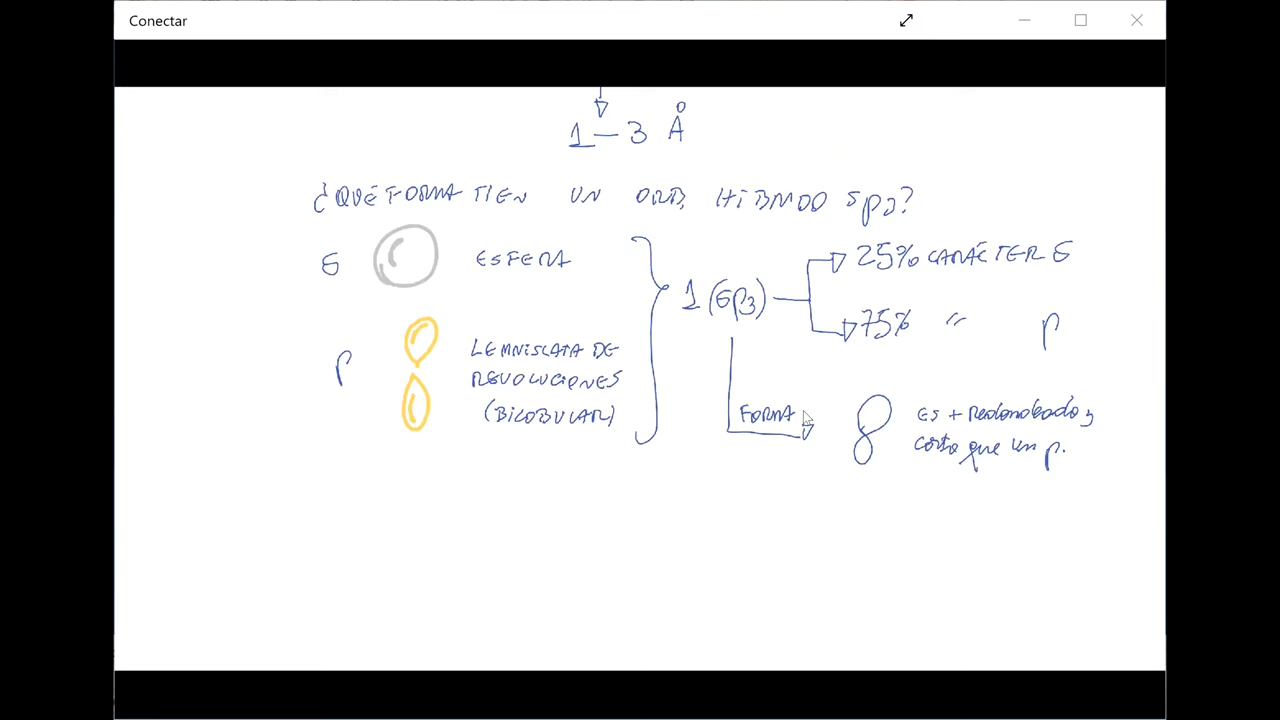 Conectar
1 — 3 Å
¿QUÉ FORMA TIEN UN ORB. HIBRIDO sp3?
s ESFERA
p LEMNISCATA DE
REVOLUCIONES
(BILOBULAR)
1 (sp3)
25% CARÁCTER s
75% " p
FORMA
Es + Redondeado y
corto que un p.